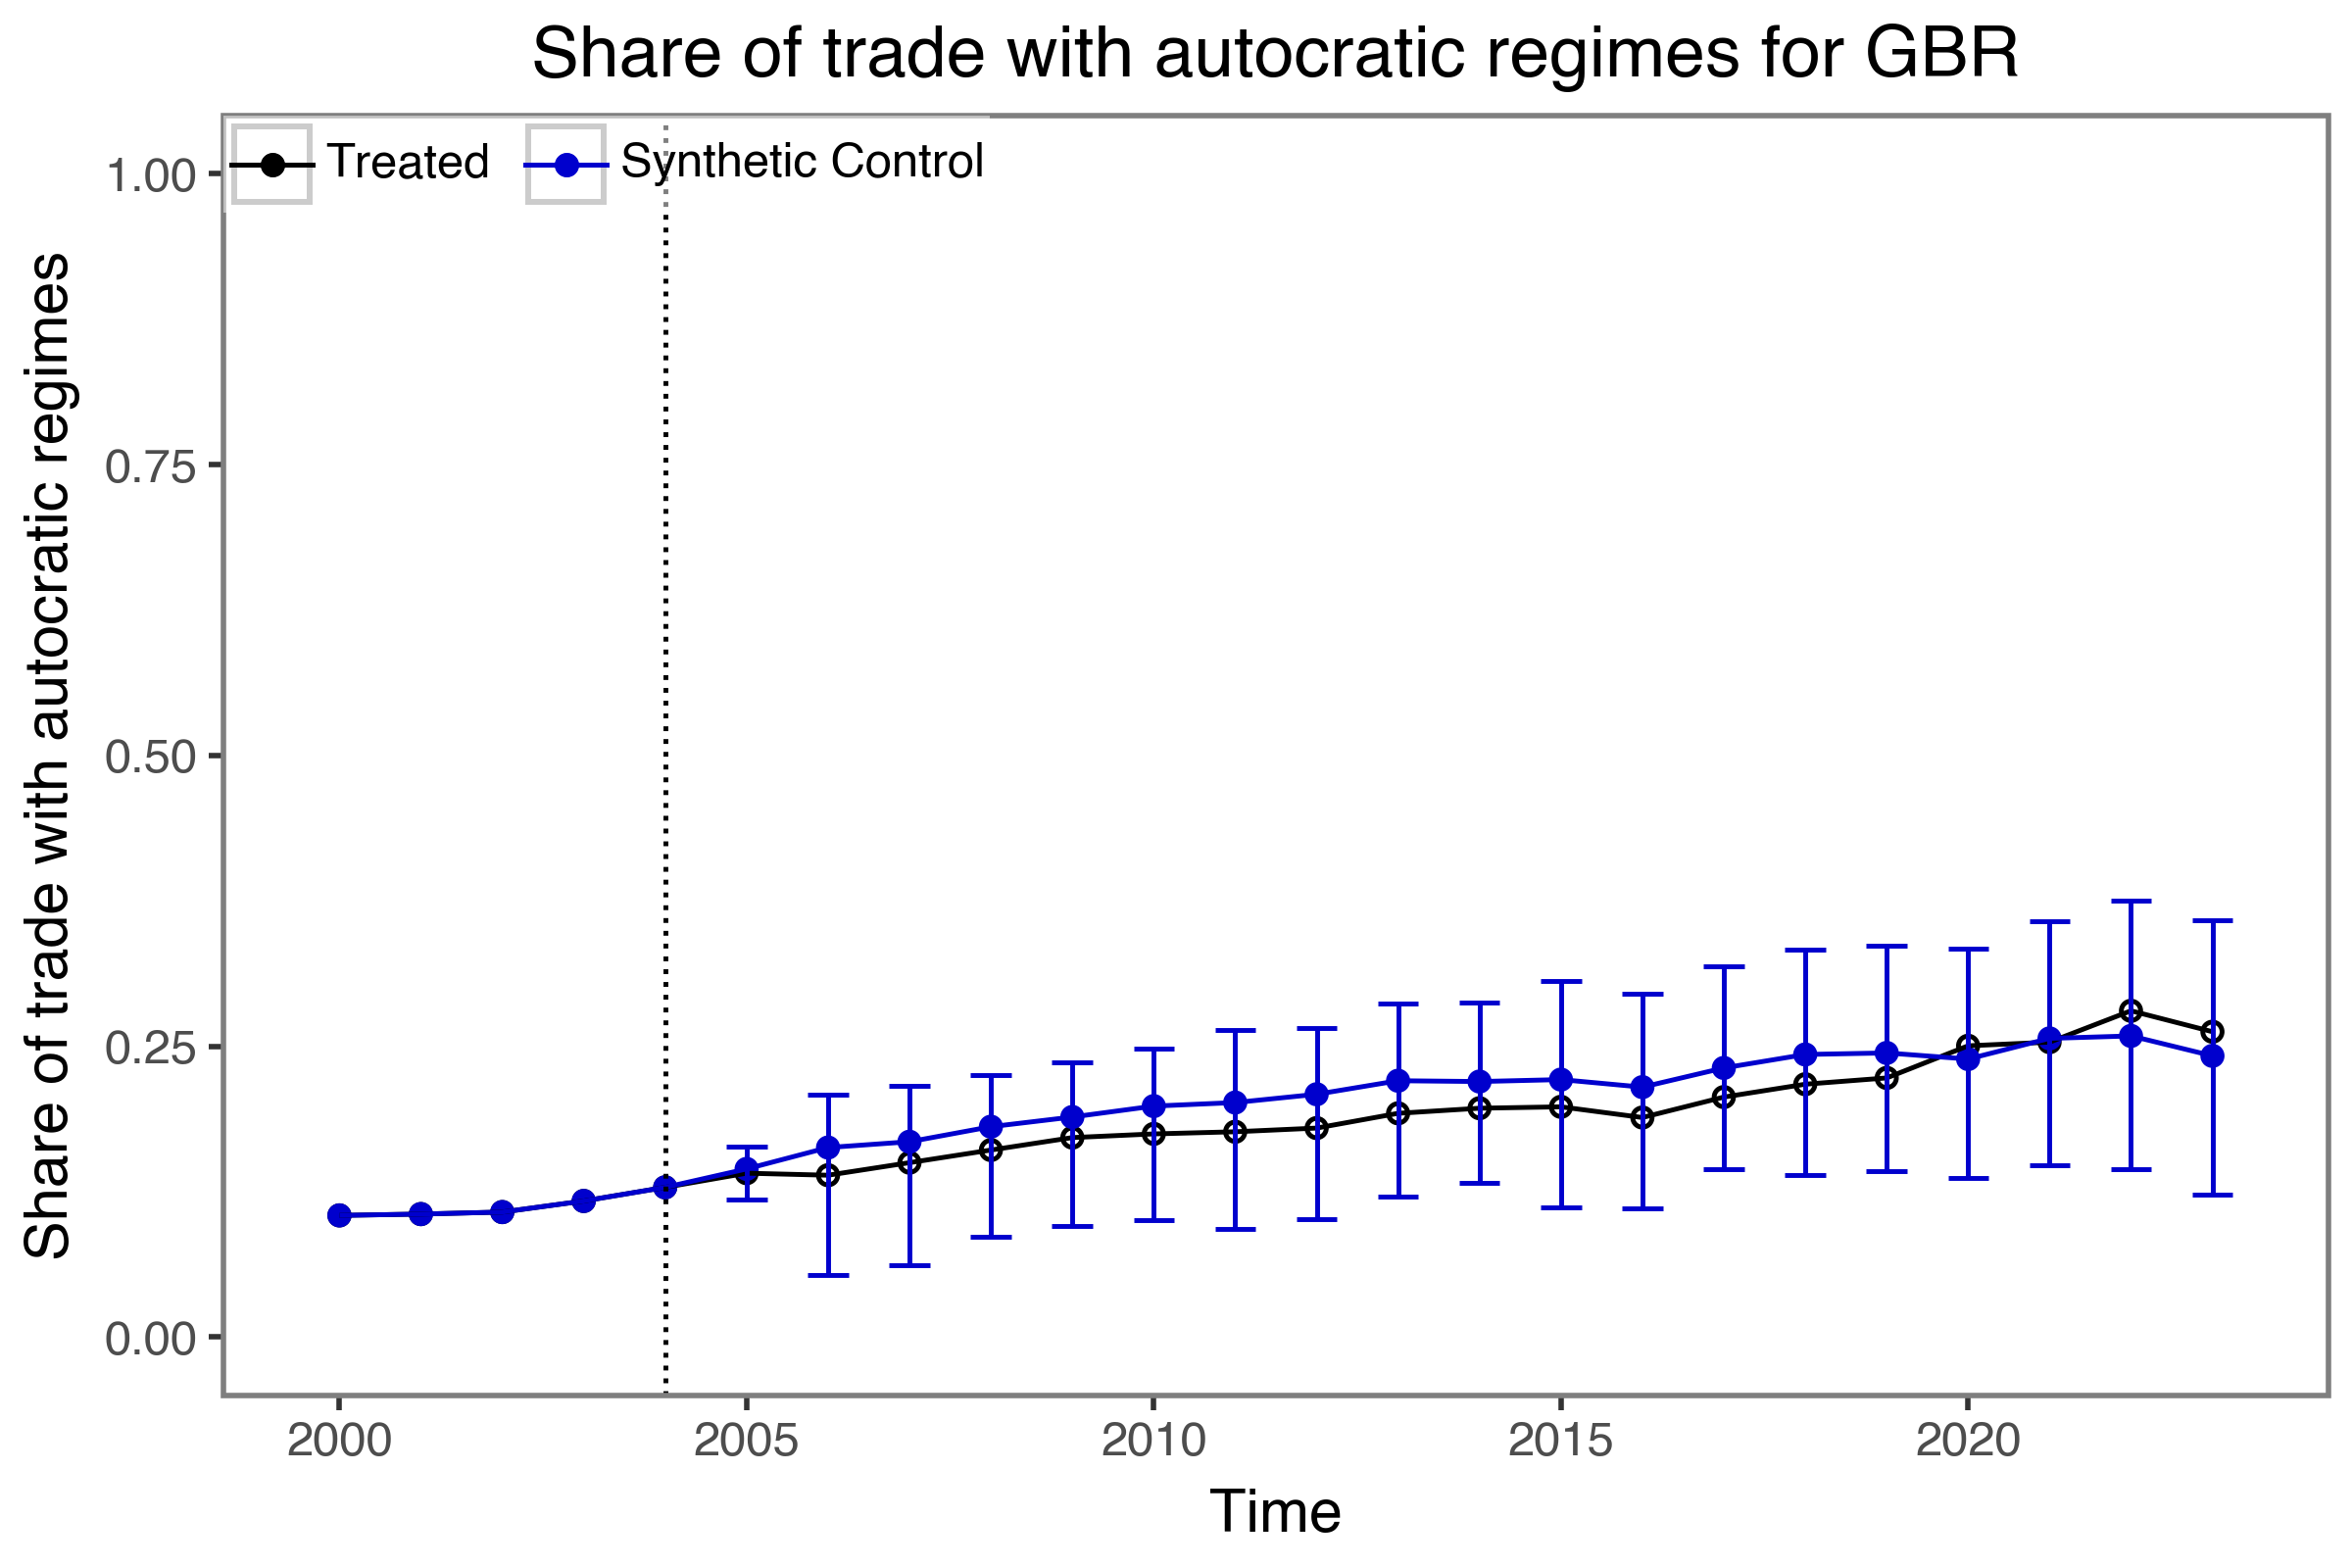 Share of trade with autocratic regimes for GBR
Treated
Synthetic Control
Share of trade with autocratic regimes
1.00
0.75
0.50
0.25
0.00
2000
2005
2010
2015
2020
Time